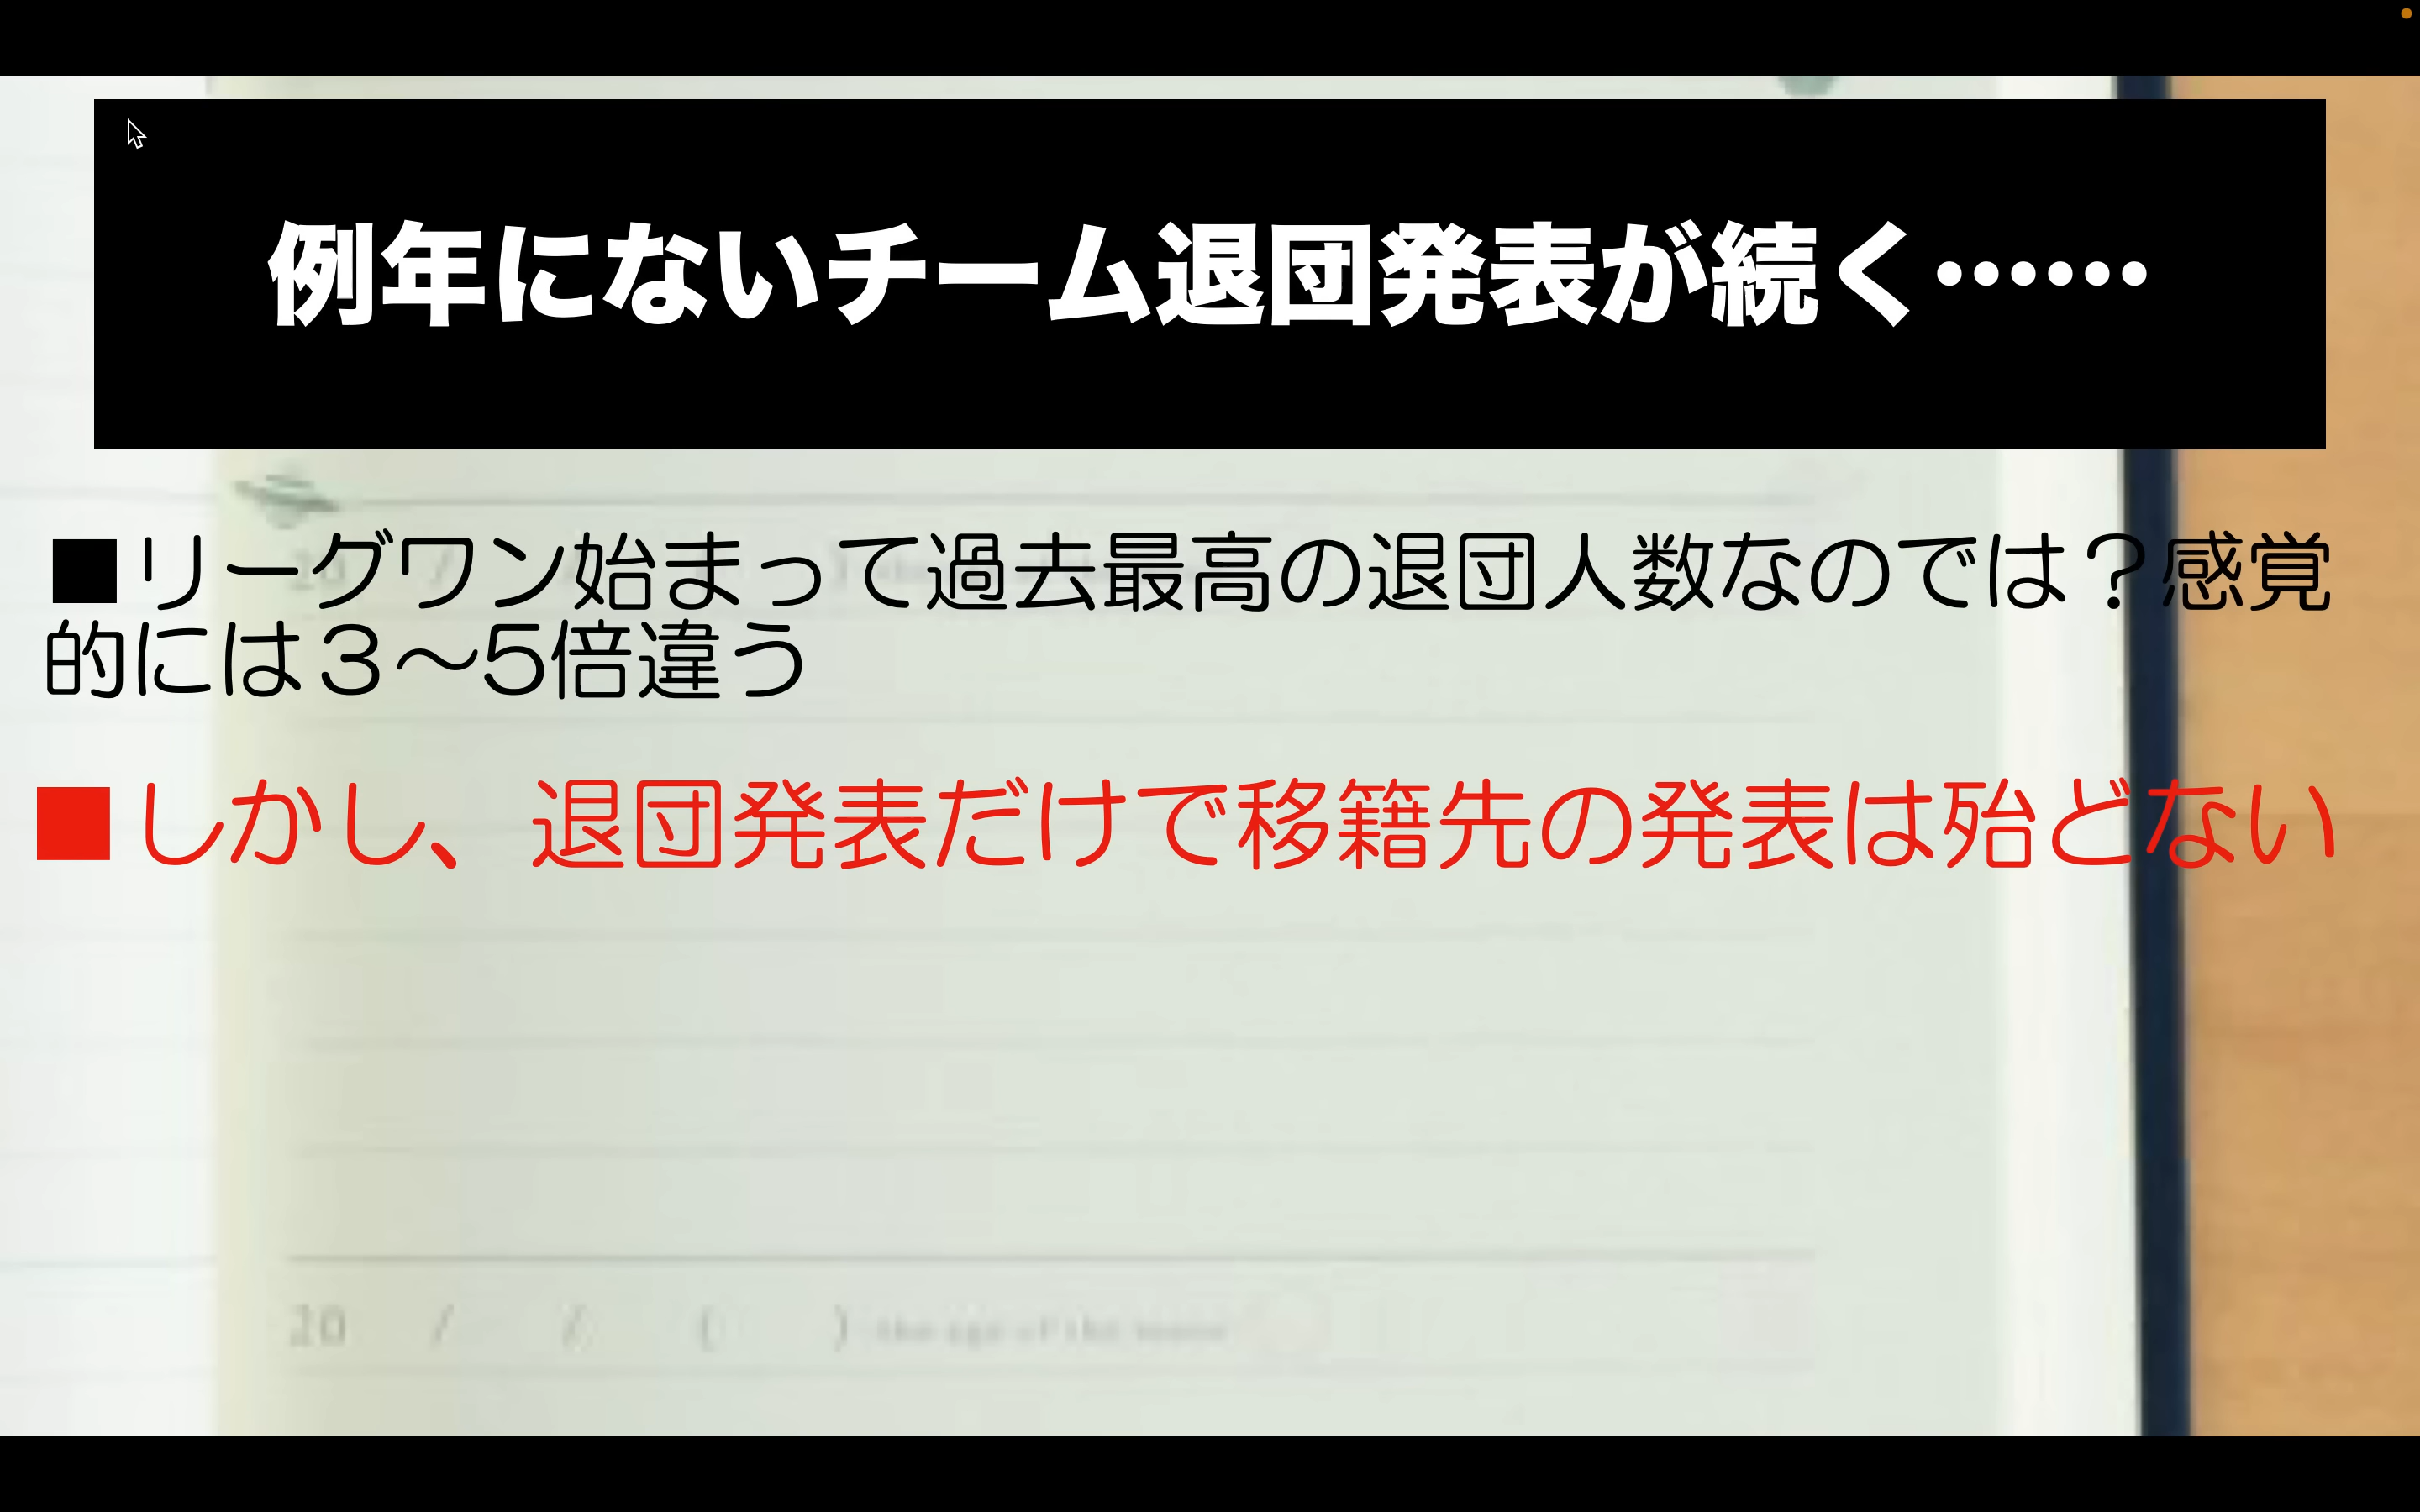 例年にないチーム退団発表が続く……
■リーグワン始まって過去最高の退団人数なのでは？感覚
的には３〜5倍違う
■しかし、退団発表だけで移籍先の発表は殆どない
20 / / ( )